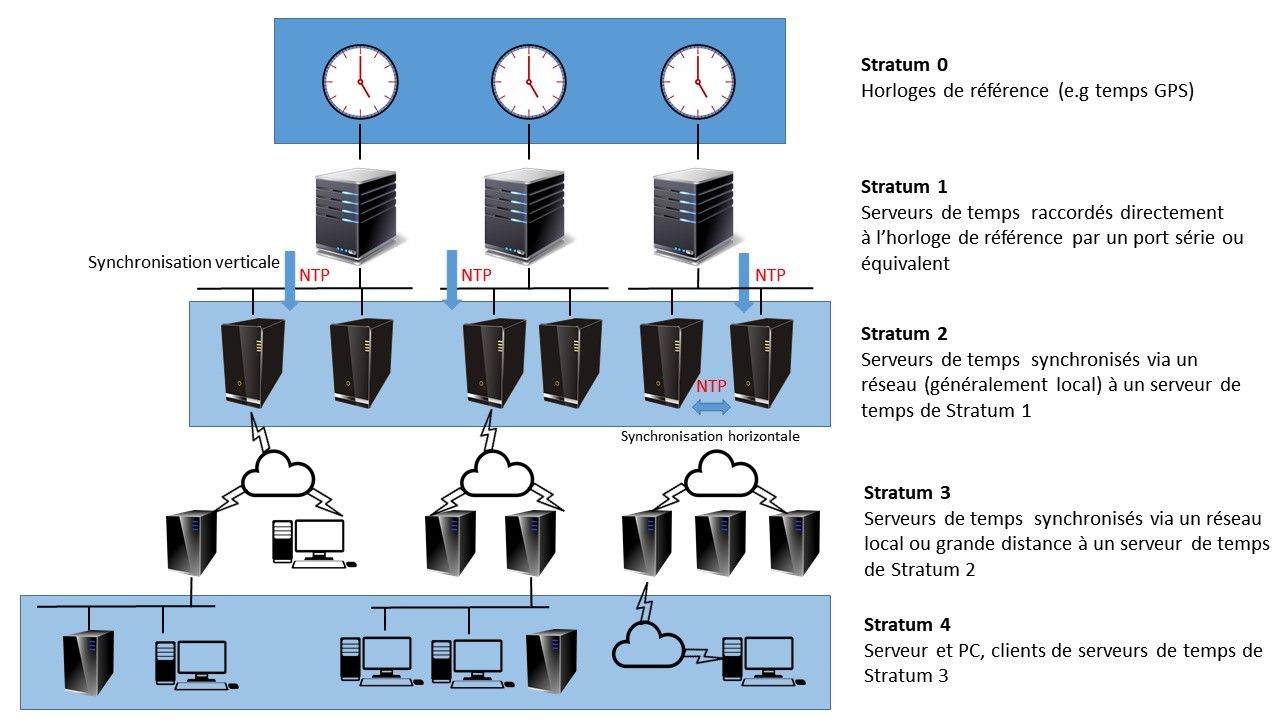 Stratum 0
Horloges de référence (e.g temps GPS)
Stratum 1
Serveurs de temps raccordés directement
à l’horloge de référence par un port série ou
équivalent
Synchronisation verticale
NTP
NTP
NTP
Stratum 2
Serveurs de temps synchronisés via un
réseau (généralement local) à un serveur de
temps de Stratum 1
NTP
Synchronisation horizontale
Stratum 3
Serveurs de temps synchronisés via un réseau
local ou grande distance à un serveur de temps
de Stratum 2
Stratum 4
Serveur et PC, clients de serveurs de temps de
Stratum 3